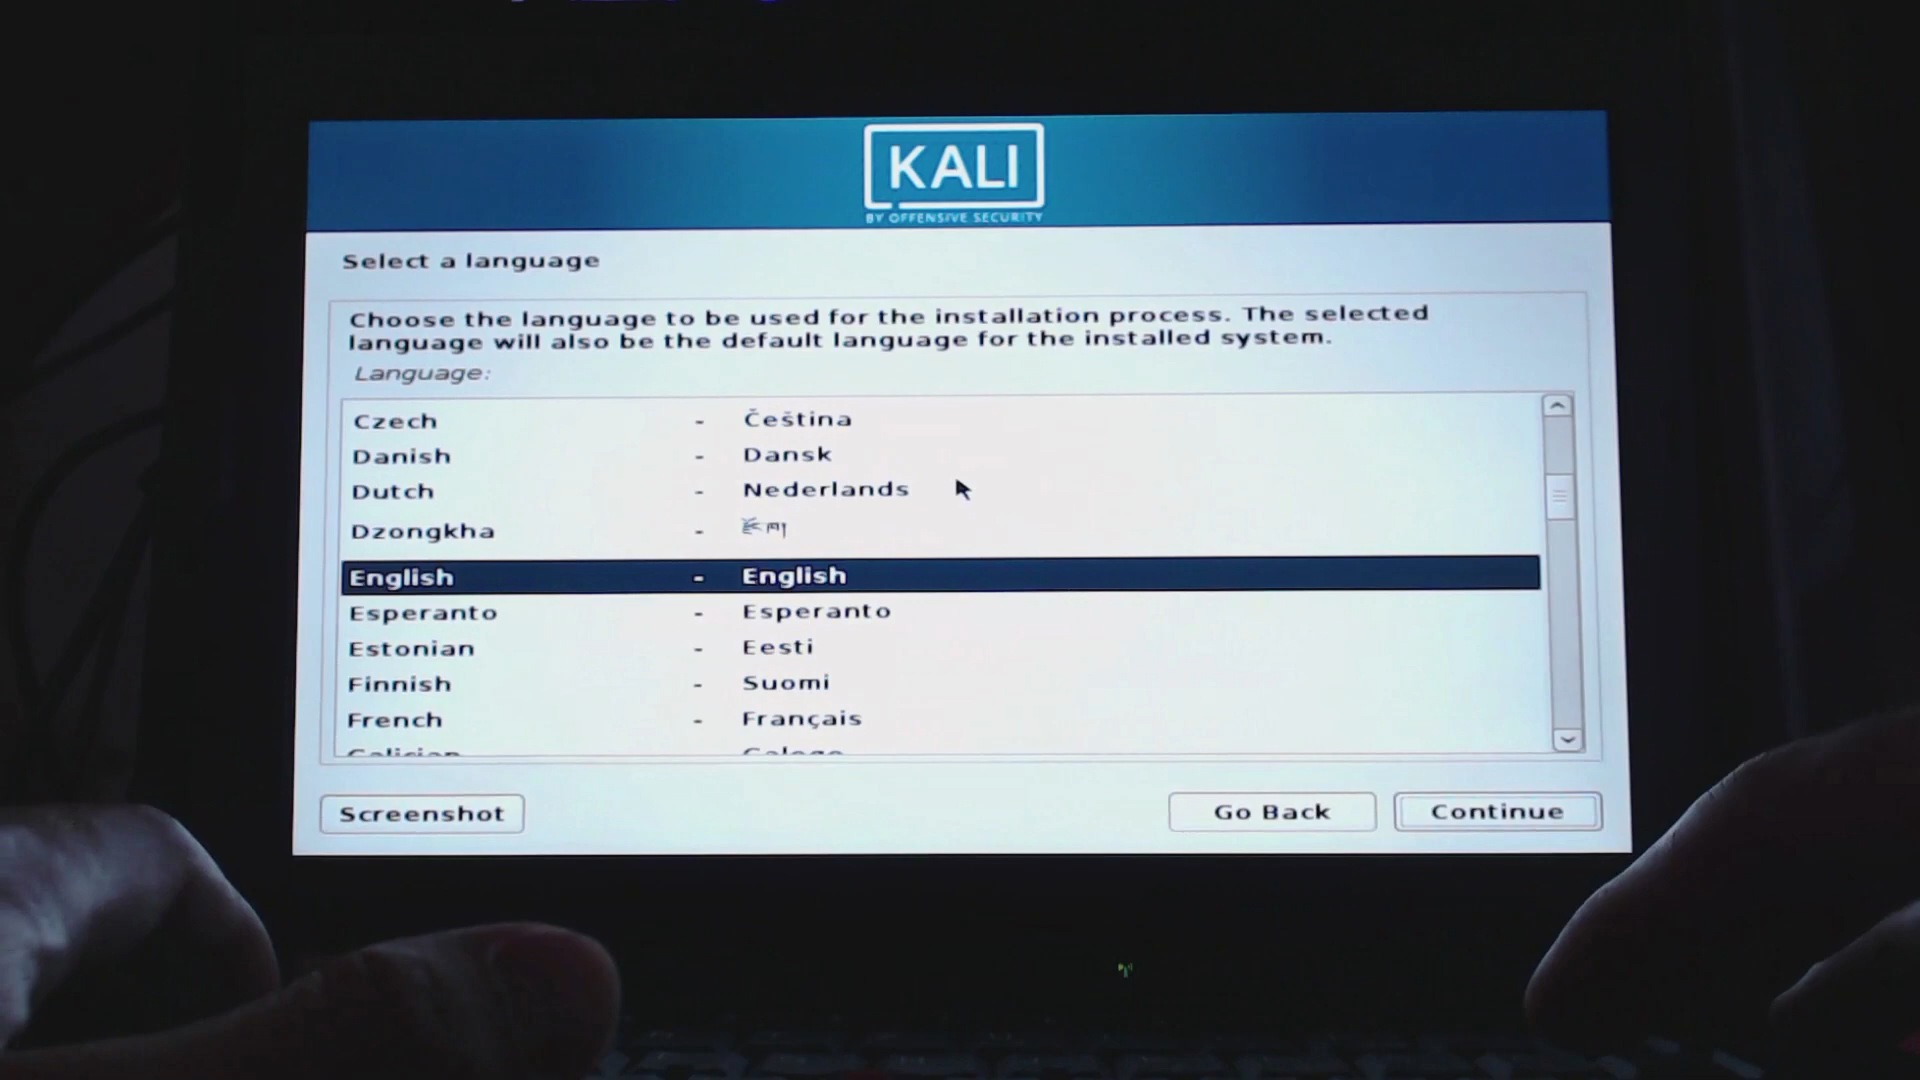 KALI
BY OFFENSIVE SECURITY
Select a language
Choose the language to be used for the installation process. The selected
language will also be the default language for the installed system.
Language:
Czech - Čeština
Danish - Dansk
Dutch - Nederlands
Dzongkha -
English - English
Esperanto - Esperanto
Estonian - Eesti
Finnish - Suomi
French - Français
Screenshot Go Back Continue